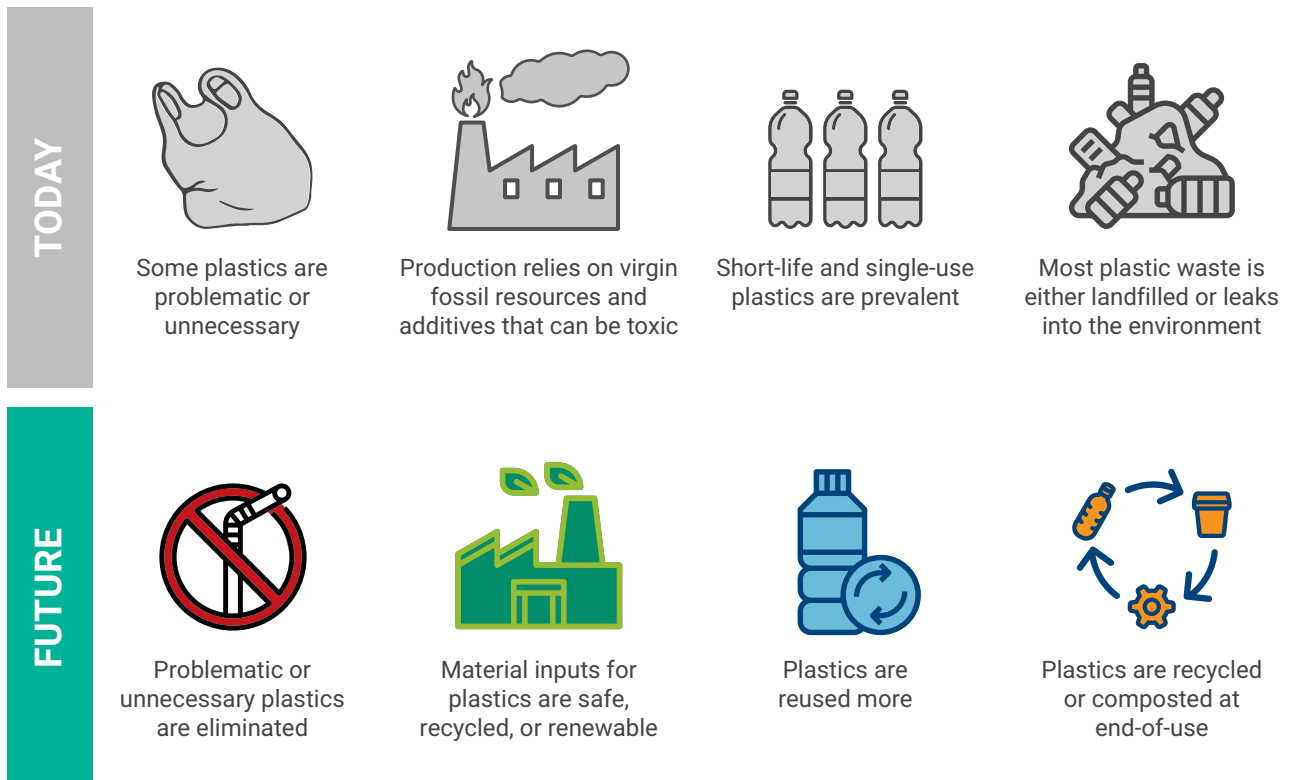 TODAY
Some plastics are
problematic or
unnecessary
Production relies on virgin
fossil resources and
additives that can be toxic
Short-life and single-use
plastics are prevalent
Most plastic waste is
either landfilled or leaks
into the environment
FUTURE
Problematic or
unnecessary plastics
are eliminated
Material inputs for
plastics are safe,
recycled, or renewable
Plastics are
reused more
Plastics are recycled
or composted at
end-of-use